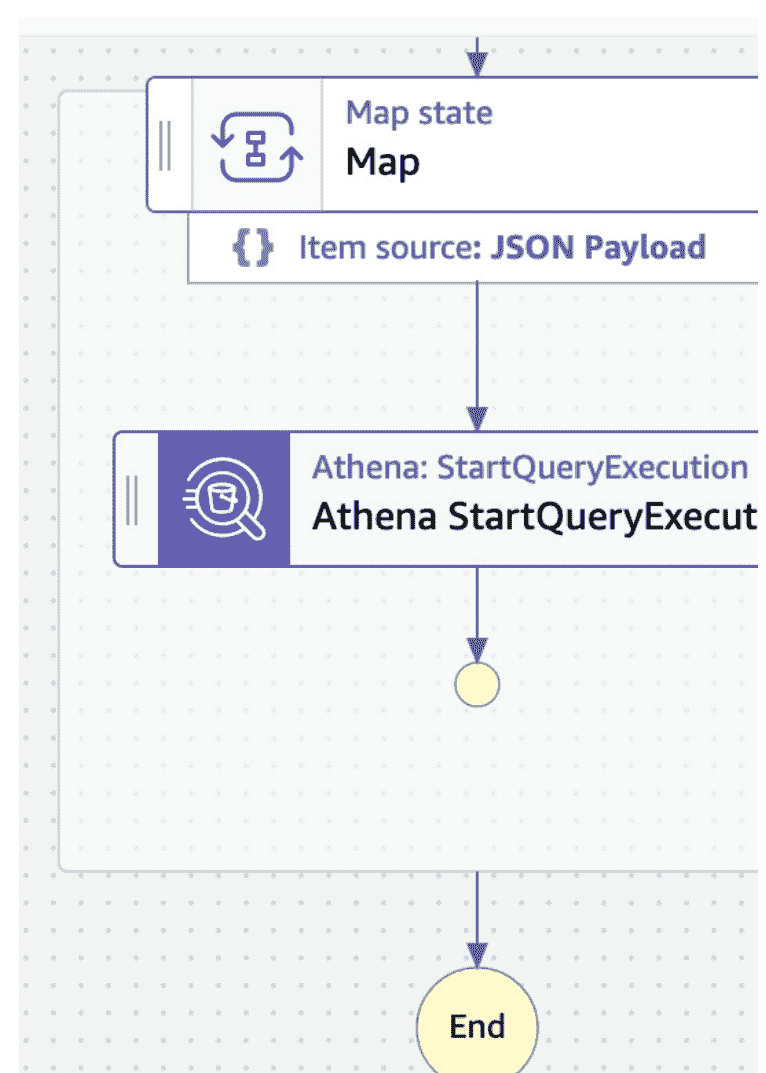 Map state
Map
{} Item source: JSON Payload
Athena: StartQueryExecution
Athena StartQueryExecut
End